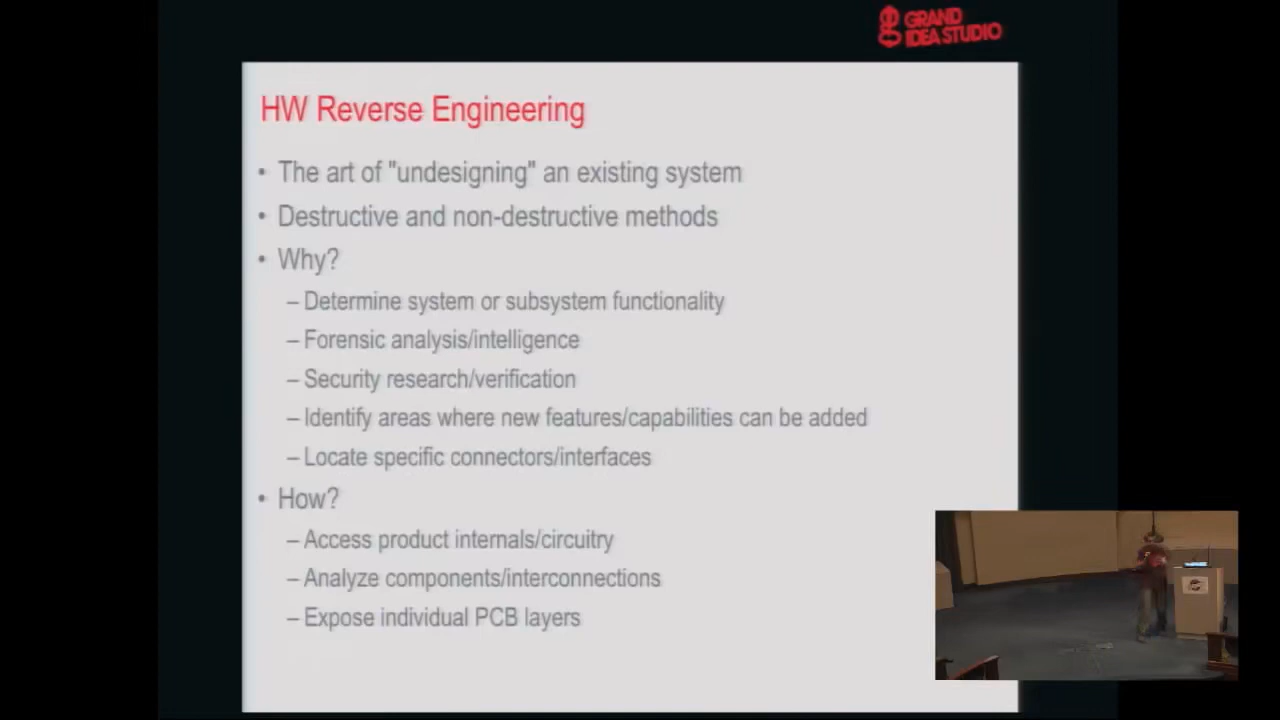 GRAND
IDEA STUDIO
HW Reverse Engineering
• The art of "undesigning" an existing system
• Destructive and non-destructive methods
• Why?
– Determine system or subsystem functionality
– Forensic analysis/intelligence
– Security research/verification
– Identify areas where new features/capabilities can be added
– Locate specific connectors/interfaces
• How?
– Access product internals/circuitry
– Analyze components/interconnections
– Expose individual PCB layers